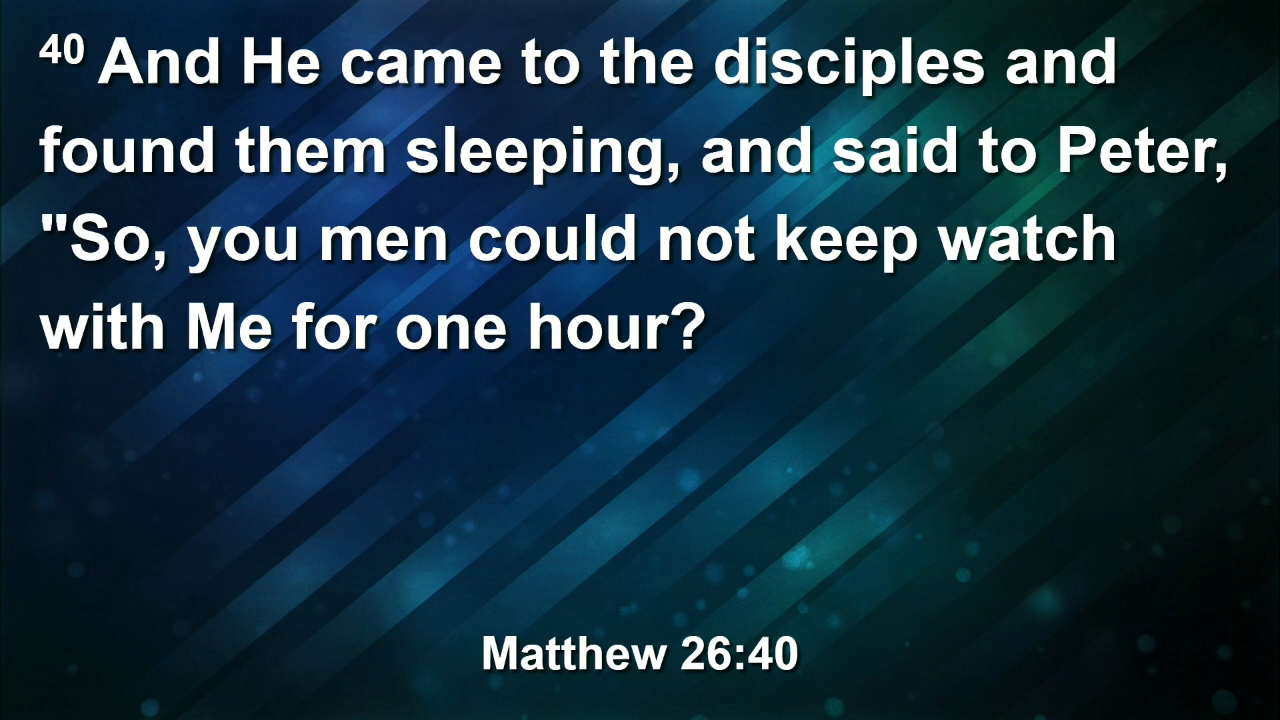 40 And He came to the disciples and
found them sleeping, and said to Peter,
"So, you men could not keep watch
with Me for one hour?
Matthew 26:40